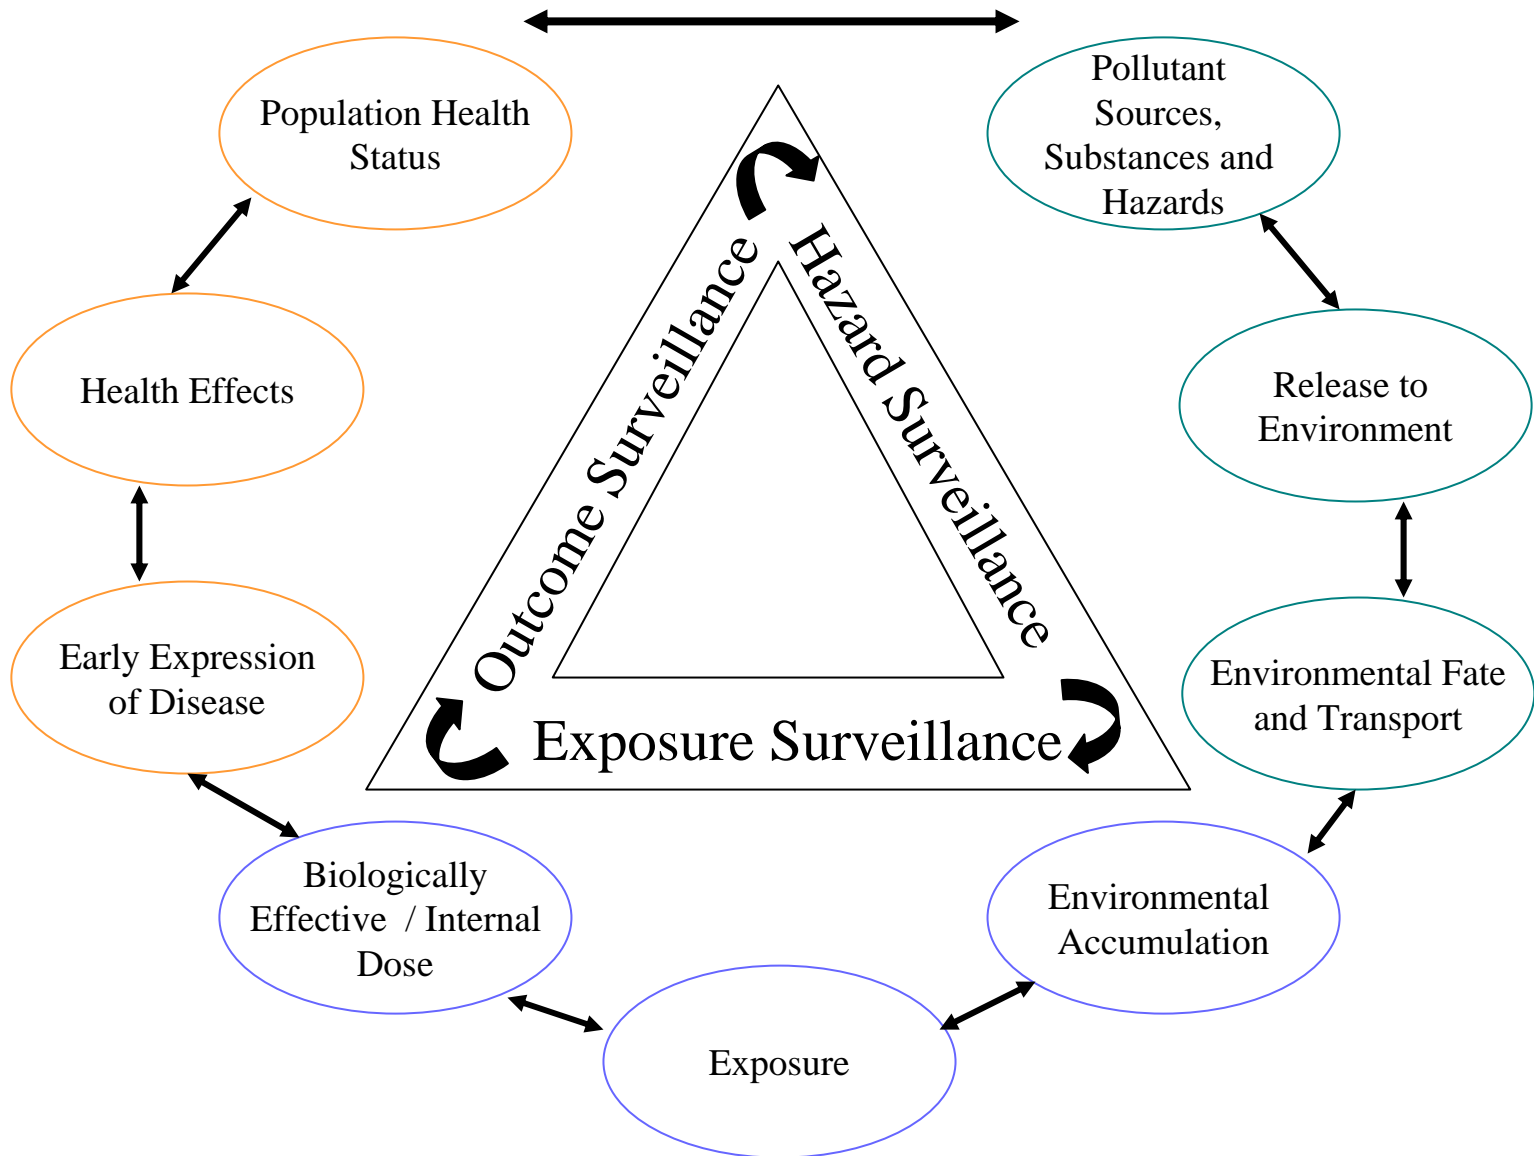 Population Health
Status
Pollutant
Sources,
Substances and
Hazards
Health Effects
Outcome Surveillance
Hazard Surveillance
Release to
Environment
Early Expression
of Disease
Exposure Surveillance
Environmental Fate
and Transport
Biologically
Effective / Internal
Dose
Environmental
Accumulation
Exposure